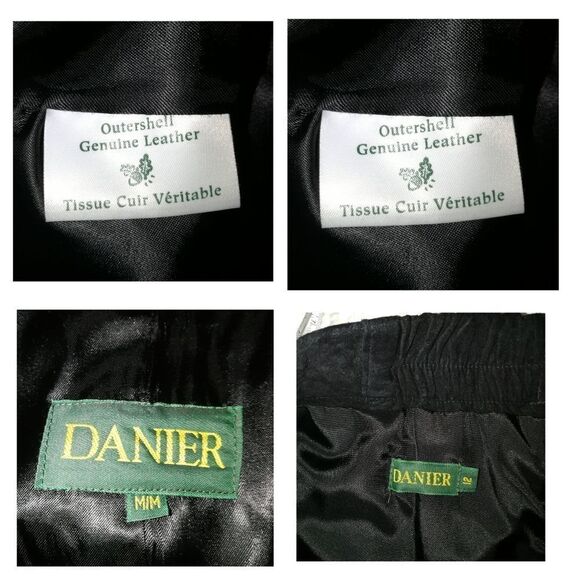 Outershell
Genuine Leather
Tissue Cuir Véritable
Outershell
Genuine Leather
Tissue Cuir Véritable
DANIER
M/M
DANIER
12